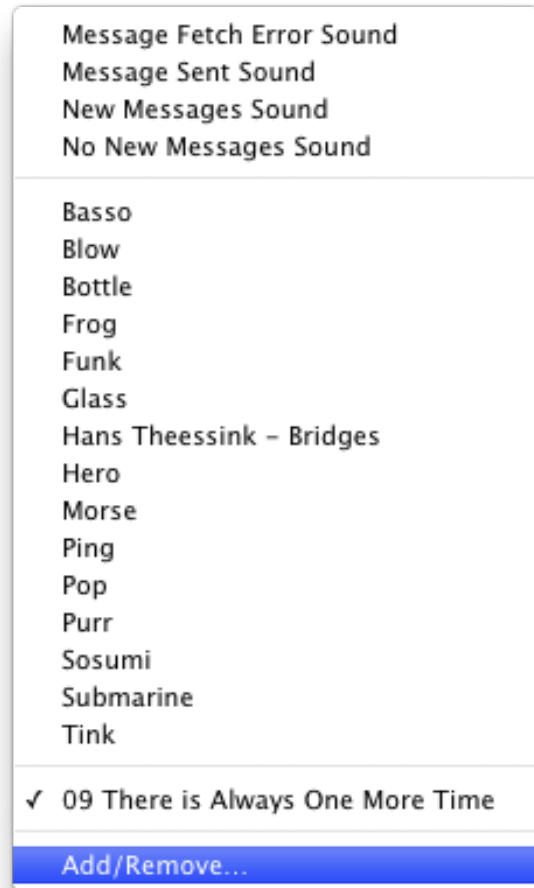 Message Fetch Error Sound
Message Sent Sound
New Messages Sound
No New Messages Sound
Basso
Blow
Bottle
Frog
Funk
Glass
Hans Theessink – Bridges
Hero
Morse
Ping
Pop
Purr
Sosumi
Submarine
Tink
✓ 09 There is Always One More Time
Add/Remove...